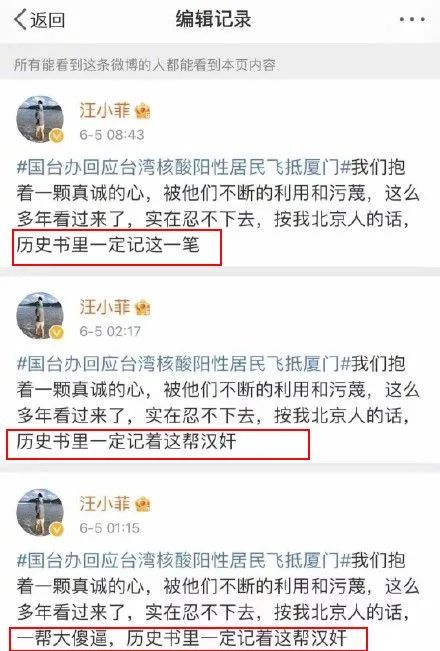 返回
编辑记录
所有能看到这条微博的人都能看到本页内容
汪小菲
6-5 08:43
#国台办回应台湾核酸阳性居民飞抵厦门#我们抱
着一颗真诚的心，被他们不断的利用和污蔑，这么
多年看过来了，实在忍不下去，按我北京人的话，
历史书里一定记这一笔
汪小菲
6-5 02:17
#国台办回应台湾核酸阳性居民飞抵厦门#我们抱
着一颗真诚的心，被他们不断的利用和污蔑，这么
多年看过来了，实在忍不下去，按我北京人的话，
历史书里一定记着这帮汉奸
汪小菲
6-5 01:15
#国台办回应台湾核酸阳性居民飞抵厦门#我们抱
着一颗真诚的心，被他们不断的利用和污蔑，这么
多年看过来了，实在忍不下去，按我北京人的话，
一帮大傻逼，历史书里一定记着这帮汉奸